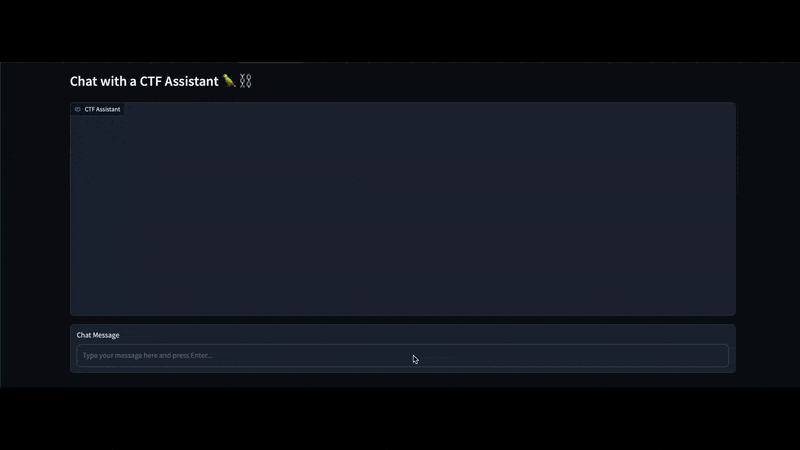 Chat with a CTF Assistant 🦜⛓
CTF Assistant
Chat Message
Type your message here and press Enter...